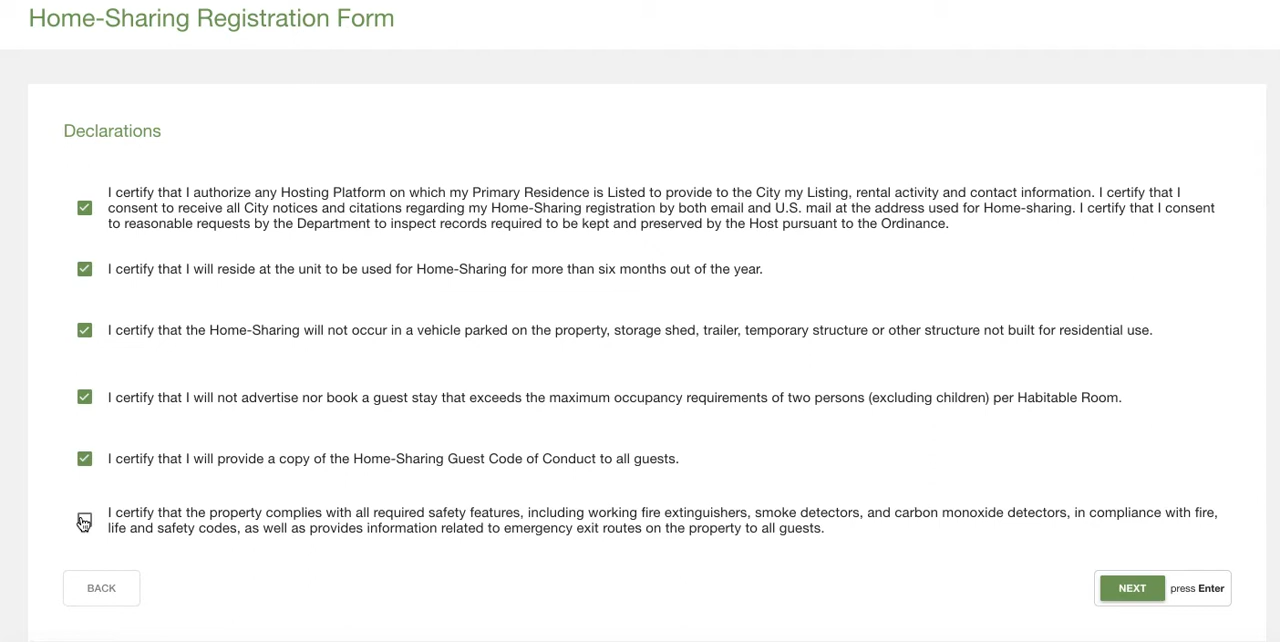 Home-Sharing Registration Form
Declarations
I certify that I authorize any Hosting Platform on which my Primary Residence is Listed to provide to the City my Listing, rental activity and contact information. I certify that I
consent to receive all City notices and citations regarding my Home-Sharing registration by both email and U.S. mail at the address used for Home-sharing. I certify that I consent
to reasonable requests by the Department to inspect records required to be kept and preserved by the Host pursuant to the Ordinance.
I certify that I will reside at the unit to be used for Home-Sharing for more than six months out of the year.
I certify that the Home-Sharing will not occur in a vehicle parked on the property, storage shed, trailer, temporary structure or other structure not built for residential use.
I certify that I will not advertise nor book a guest stay that exceeds the maximum occupancy requirements of two persons (excluding children) per Habitable Room.
I certify that I will provide a copy of the Home-Sharing Guest Code of Conduct to all guests.
I certify that the property complies with all required safety features, including working fire extinguishers, smoke detectors, and carbon monoxide detectors, in compliance with fire,
life and safety codes, as well as provides information related to emergency exit routes on the property to all guests.
BACK
NEXT press Enter